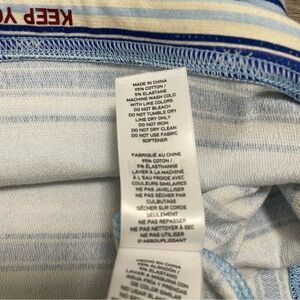 KEEP YO
MADE IN CHINA
95% COTTON /
5% ELASTANE
MACHINE WASH COLD
WITH LIKE COLORS
DO NOT BLEACH
DO NOT TUMBLE DRY
LINE DRY ONLY
DO NOT IRON
DO NOT DRY CLEAN
DO NOT USE FABRIC
SOFTENER
FABRIQUÉ AU CHINE
95% COTON /
5% ÉLASTHANNE
LAVER À LA MACHINE
À L'EAU FROIDE AVEC
COULEURS SIMILAIRES
NE PAS JAVELLISER
NE PAS SÉCHER PAR
CULBUTAGE
SÉCHER SUR CORDE
SEULEMENT
NE PAS REPASSER
NE PAS NETTOYER À SEC
NE PAS UTILISER
D'ASSOUPLISSANT